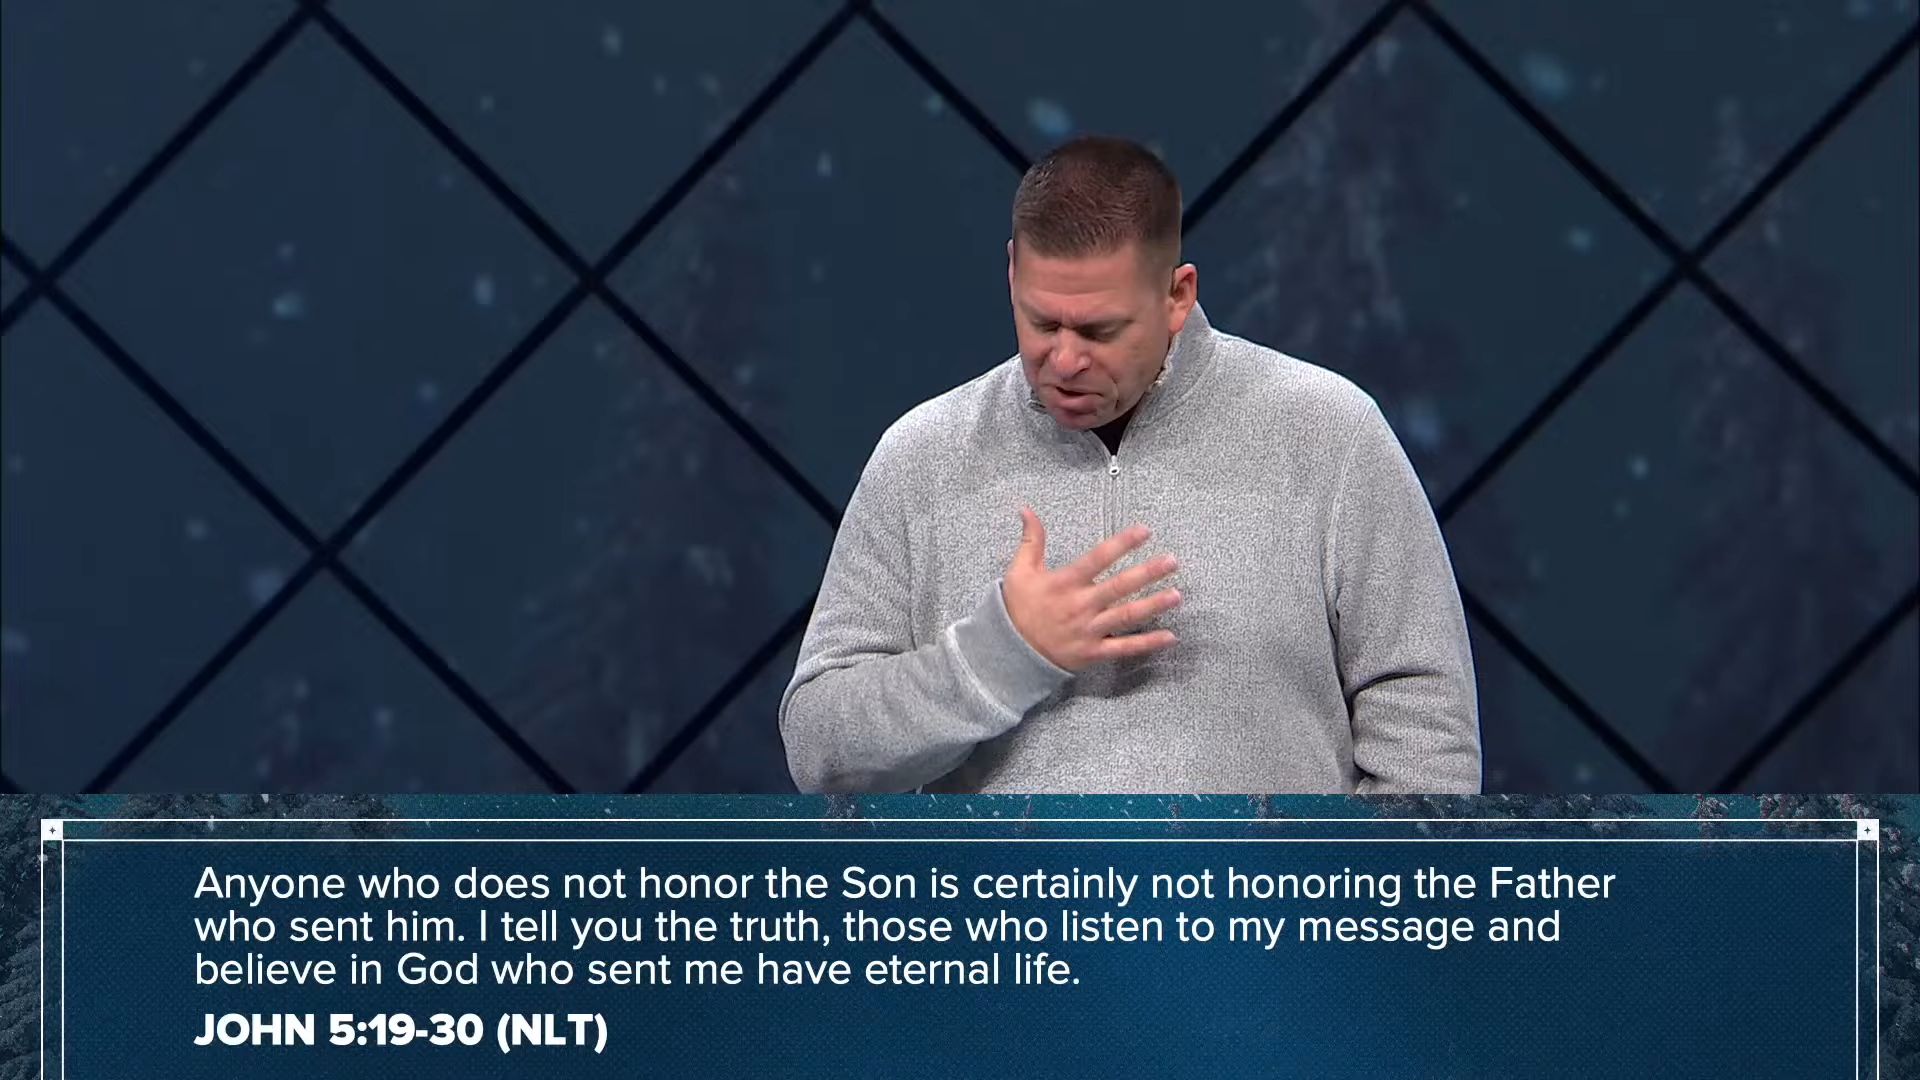 Anyone who does not honor the Son is certainly not honoring the Father
who sent him. I tell you the truth, those who listen to my message and
believe in God who sent me have eternal life.
JOHN 5:19-30 (NLT)